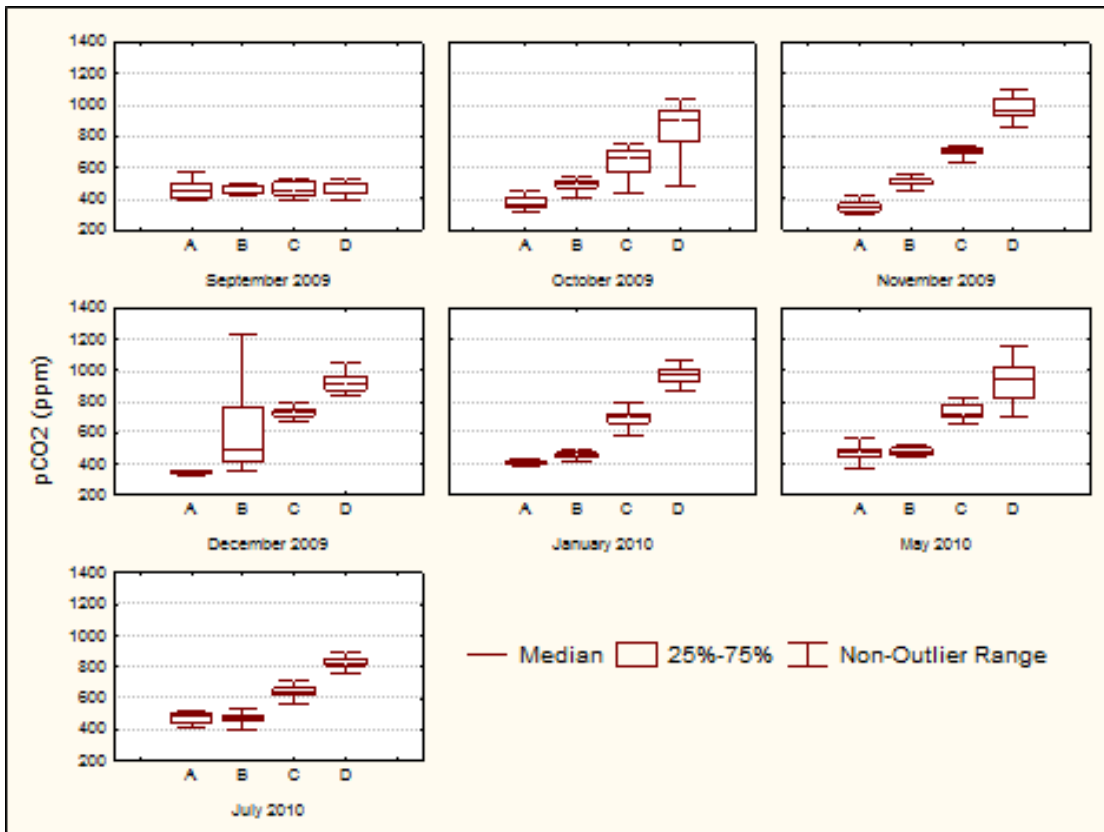 1400
1200
1000
800
600
400
200
A B C D
September 2009
A B C D
October 2009
A B C D
November 2009
pCO2 (ppm)
1400
1200
1000
800
600
400
200
A B C D
December 2009
A B C D
January 2010
A B C D
May 2010
1400
1200
1000
800
600
400
200
A B C D
July 2010
Median 25%-75% Non-Outlier Range